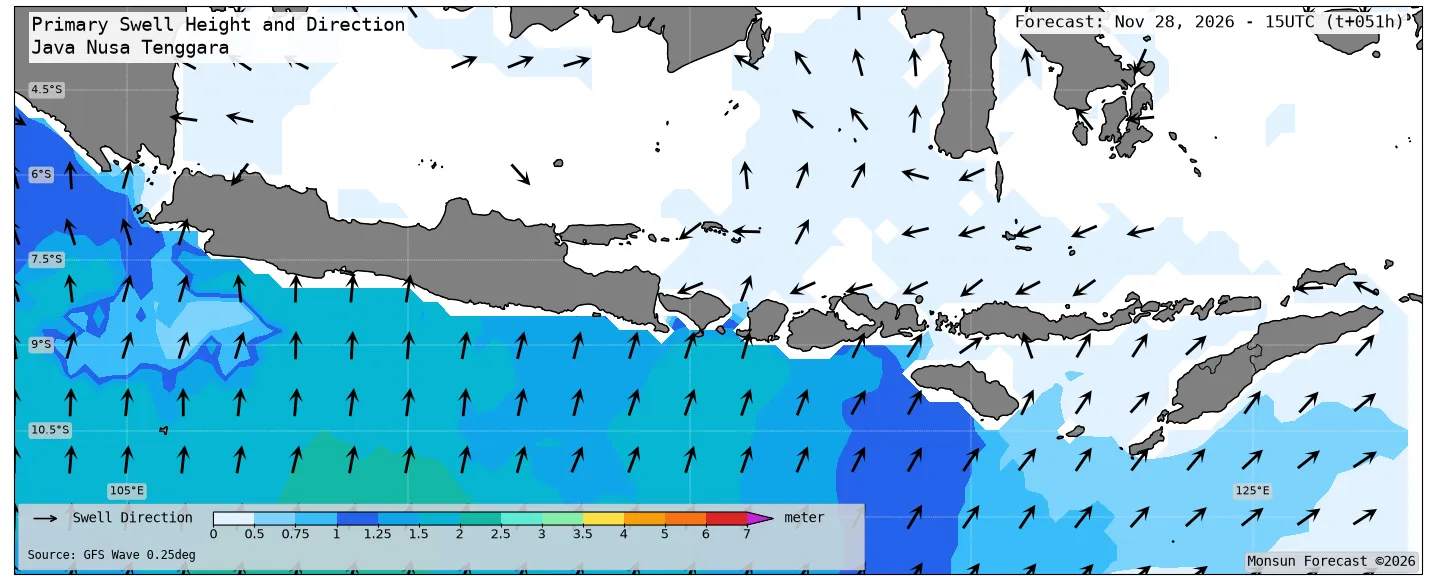 Primary Swell Height and Direction
Java Nusa Tenggara
Forecast: Nov 28, 2026 - 15UTC (t+051h)
4.5°S
6°S
7.5°S
9°S
10.5°S
105°E
125°E
Swell Direction
0 0.5 0.75 1 1.25 1.5 2 2.5 3 3.5 4 5 6 7
meter
Source: GFS Wave 0.25deg
Monsun Forecast ©2026